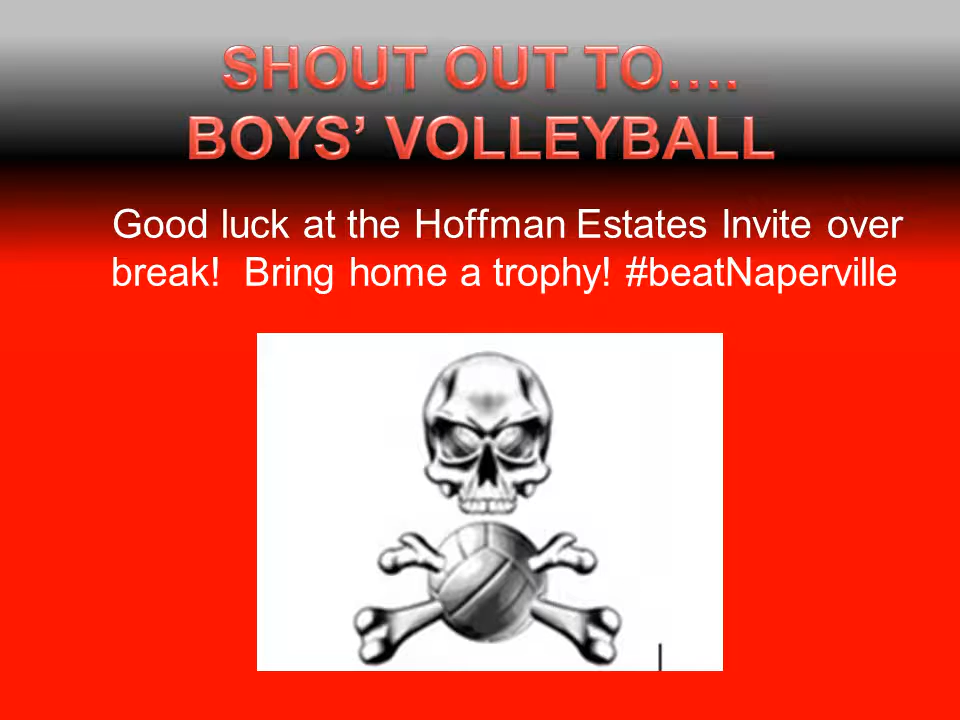 SHOUT OUT TO….
BOYS’ VOLLEYBALL
Good luck at the Hoffman Estates Invite over
break!  Bring home a trophy! #beatNaperville